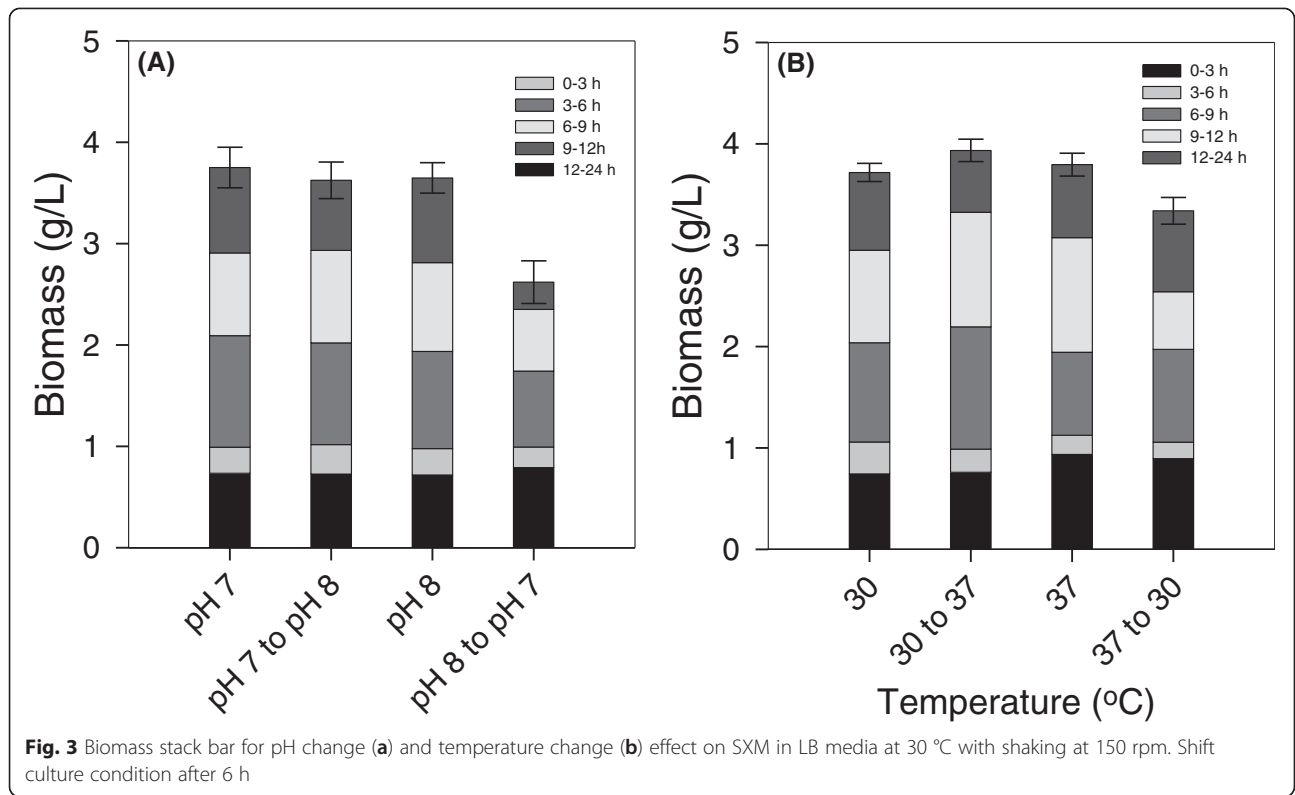 (A)
5
4
3
2
1
0
Biomass (g/L)
0-3 h
3-6 h
6-9 h
9-12h
12-24 h
pH 7
pH 7 to pH 8
pH 8
pH 8 to pH 7
(B)
5
4
3
2
1
0
Biomass (g/L)
0-3 h
3-6 h
6-9 h
9-12 h
12-24 h
30
30 to 37
37
37 to 30
Temperature (oC)
Fig. 3 Biomass stack bar for pH change (a) and temperature change (b) effect on SXM in LB media at 30 °C with shaking at 150 rpm. Shift
culture condition after 6 h